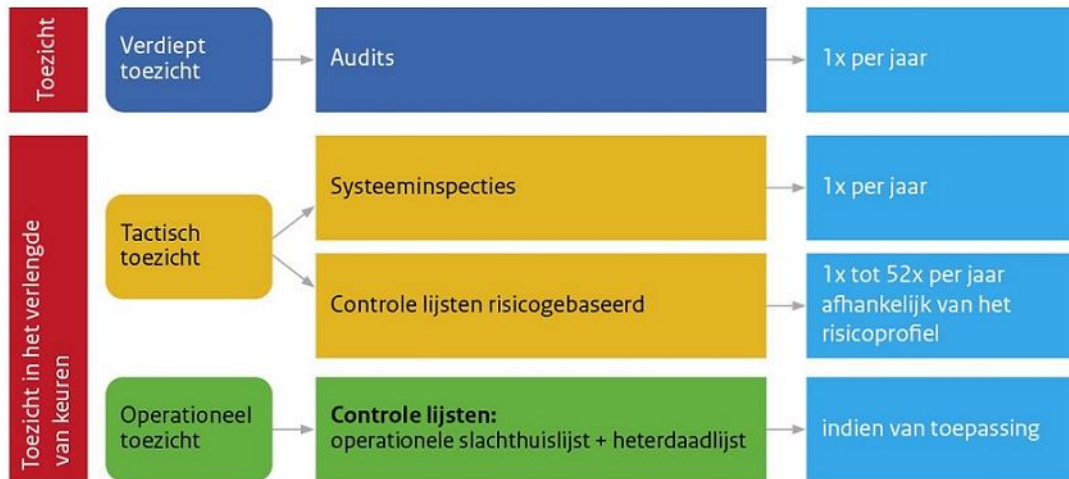 Toezicht
Verdiept
toezicht
Audits
1x per jaar
Toezicht in het verlengde
van keuren
Tactisch
toezicht
Systeeminspecties
1x per jaar
Controle lijsten risicogebaseerd
1x tot 52x per jaar
afhankelijk van het
risicoprofiel
Operationeel
toezicht
Controle lijsten:
operationele slachthuislijst + heterdaadlijst
indien van toepassing